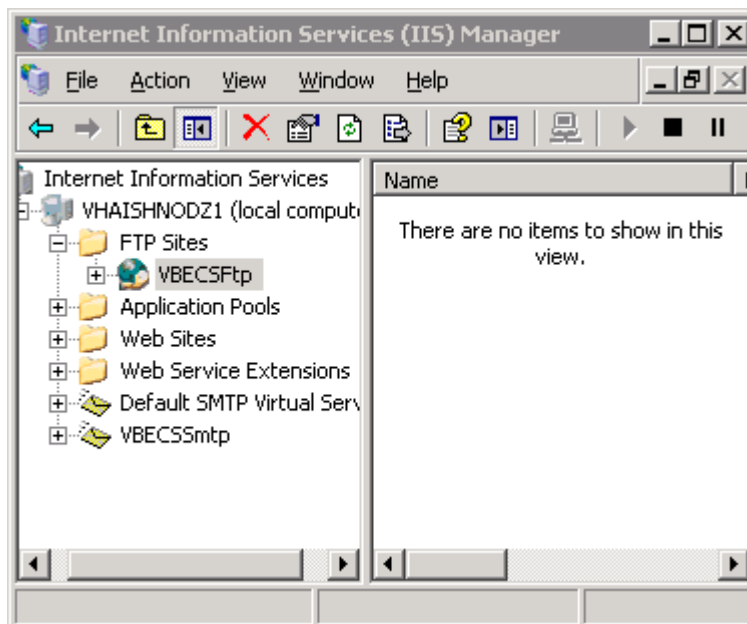 Internet Information Services (IIS) Manager
File Action View Window Help
Internet Information Services
VHAISHNODZ1 (local comput
FTP Sites
VBECSFtp
Application Pools
Web Sites
Web Service Extensions
Default SMTP Virtual Serv
VBECSSmtp
Name
There are no items to show in this
view.